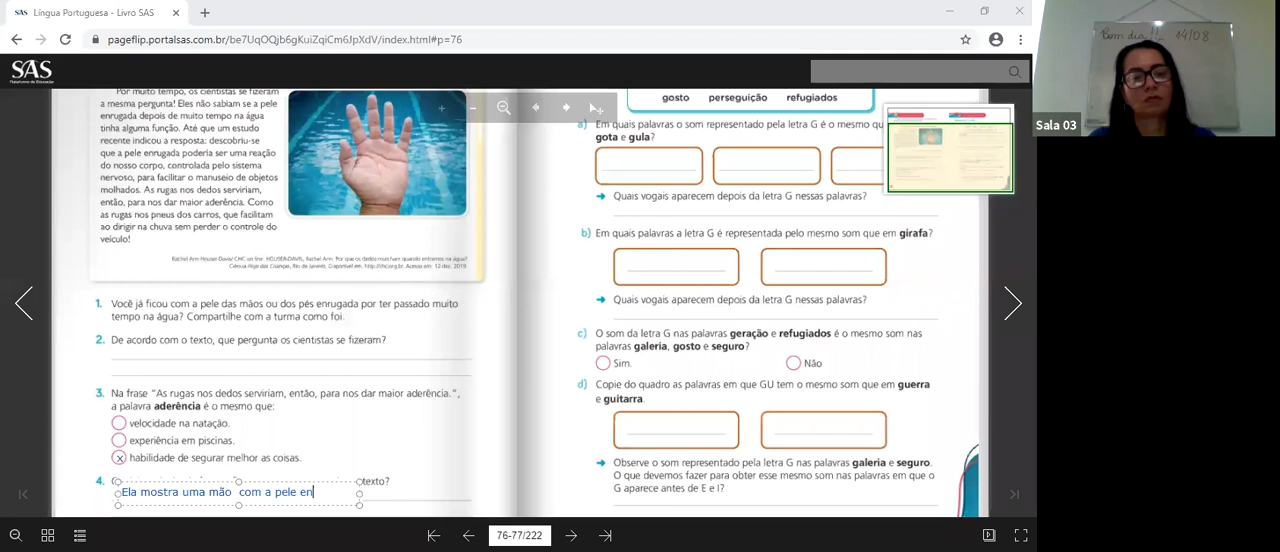 Língua Portuguesa - Livro SAS
pageflip.portalsas.com.br/be7UqOQjb6gKuiZqiCm6JpXdV/index.html#p=76
SAS
Plataforma de Educação
Por muito tempo, os cientistas se fizeram
a mesma pergunta! Eles não sabiam se a pele
enrugada depois de muito tempo na água
tinha alguma função. Até que um estudo
recente indicou a resposta: descobriu-se
que a pele enrugada poderia ser uma reação
do nosso corpo, controlada pelo sistema
nervoso, para facilitar o manuseio de objetos
molhados. As rugas nos dedos serviriam,
então, para nos dar maior aderência. Como
as rugas nos pneus dos carros, que facilitam
ao dirigir na chuva sem perder o controle do
veículo!
1. Você já ficou com a pele das mãos ou dos pés enrugada por ter passado muito
tempo na água? Compartilhe com a turma como foi.
2. De acordo com o texto, que pergunta os cientistas se fizeram?
3. Na frase “As rugas nos dedos serviriam, então, para nos dar maior aderência.”,
a palavra aderência é o mesmo que:
velocidade na natação.
experiência em piscinas.
x habilidade de segurar melhor as coisas.
4. texto?
Ela mostra uma mão com a pele en
gosto perseguição refugiados
a) Em quais palavras o som representado pela letra G é o mesmo qu
gota e gula?
Quais vogais aparecem depois da letra G nessas palavras?
b) Em quais palavras a letra G é representada pelo mesmo som que em girafa?
Quais vogais aparecem depois da letra G nessas palavras?
c) O som da letra G nas palavras geração e refugiados é o mesmo som nas
palavras galeria, gosto e seguro?
Sim. Não
d) Copie do quadro as palavras em que GU tem o mesmo som que em guerra
e guitarra.
Observe o som representado pela letra G nas palavras galeria e seguro.
O que devemos fazer para obter esse mesmo som nas palavras em que o
G aparece antes de E e I?
76-77/222
Bom dia!! 14/08
Sala 03